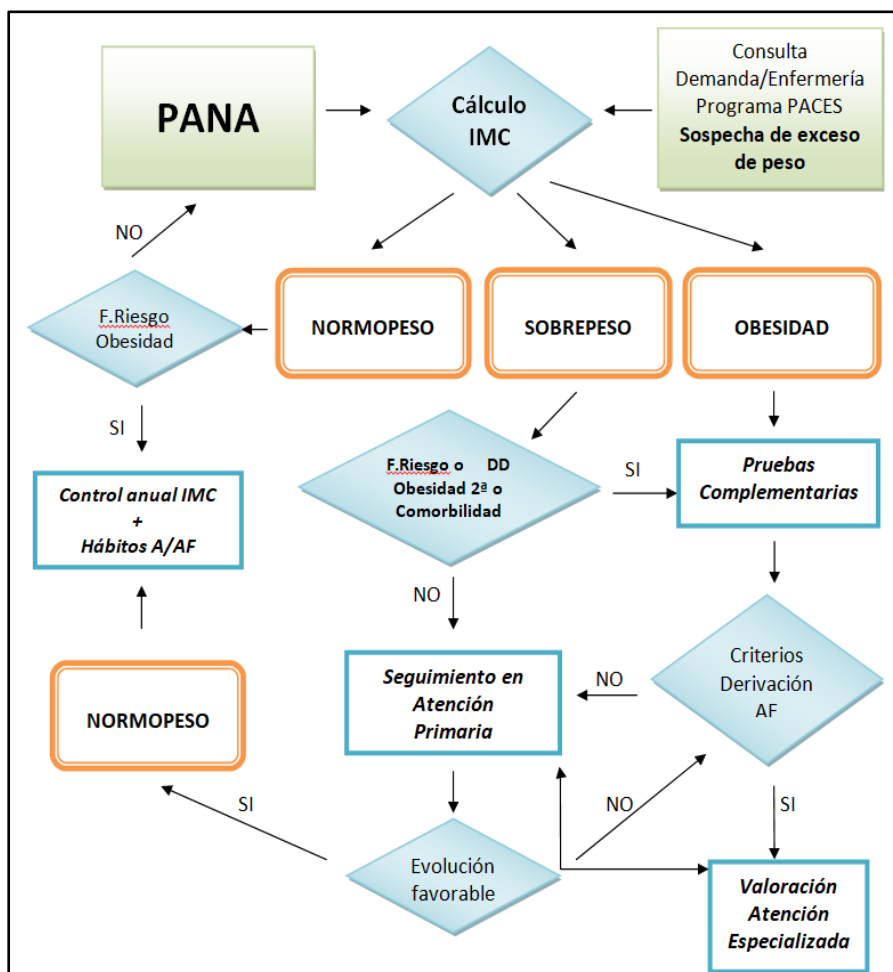 PANA
Cálculo
IMC
Consulta
Demanda/Enfermería
Programa PACES
Sospecha de exceso
de peso
NO
F.Riesgo
Obesidad
NORMOPESO
SOBREPESO
OBESIDAD
SI
F.Riesgo o DD
Obesidad 2ª o
Comorbilidad
SI
Pruebas
Complementarias
Control anual IMC
+
Hábitos A/AF
NO
Criterios
Derivación
AF
NORMOPESO
Seguimiento en
Atención
Primaria
NO
SI
NO
SI
Evolución
favorable
Valoración
Atención
Especializada